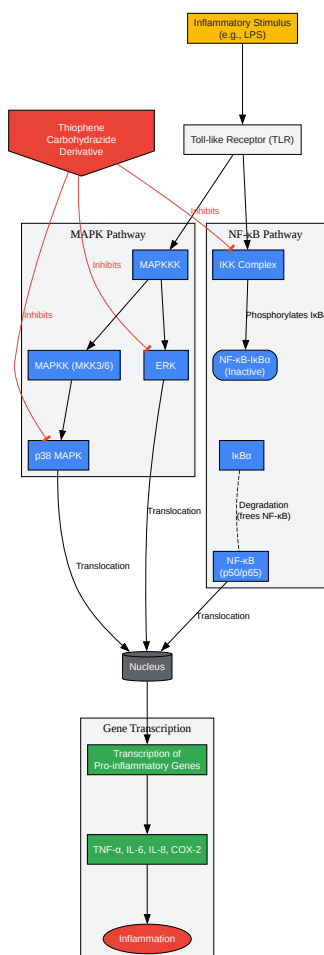 Inflammatory Stimulus
(e.g., LPS)
Thiophene
Carbohydrazide
Derivative
Toll-like Receptor (TLR)
MAPK Pathway
NF-κB Pathway
Inhibits
MAPKKK
Inhibits
IKK Complex
Inhibits
Phosphorylates IκBα
MAPKK (MKK3/6)
ERK
NF-κB-IκBα
(Inactive)
p38 MAPK
IκBα
Translocation
Degradation
(frees NF-κB)
Translocation
NF-κB
(p50/p65)
Translocation
Nucleus
Gene Transcription
Transcription of
Pro-inflammatory Genes
TNF-α, IL-6, IL-8, COX-2
Inflammation